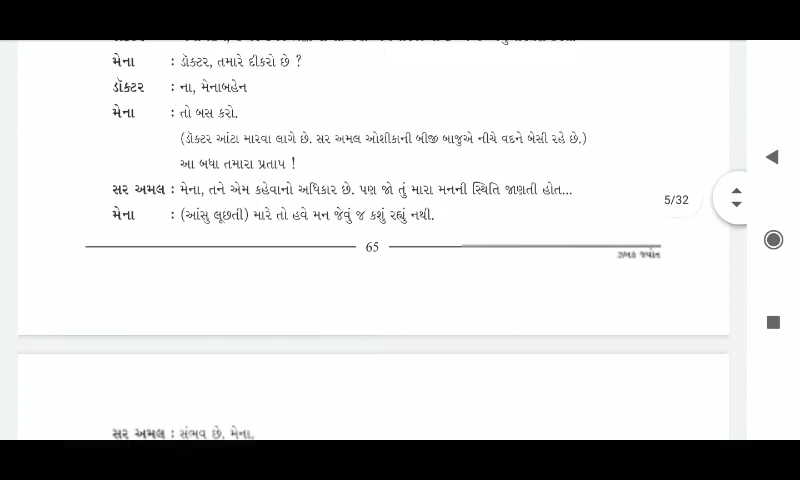 મેના : ડૉક્ટર, તમારે દીકરો છે ?
ડૉક્ટર : ના, મેનાબહેન
મેના : તો બસ કરો.
(ડૉક્ટર આંટા મારવા લાગે છે. સર અમલ ઓશીકાની બીજી બાજુએ નીચે વદને બેસી રહે છે.)
આ બધા તમારા પ્રતાપ !
સર અમલ : મેના, તને એમ કહેવાનો અધિકાર છે. પણ જો તું મારા મનની સ્થિતિ જાણતી હોત...
5/32
મેના : (આંસુ લૂછતી) મારે તો હવે મન જેવું જ કશું રહ્યું નથી.
65
ઝબક જ્યોત
સર અમલ : સંભવ છે, મેના.